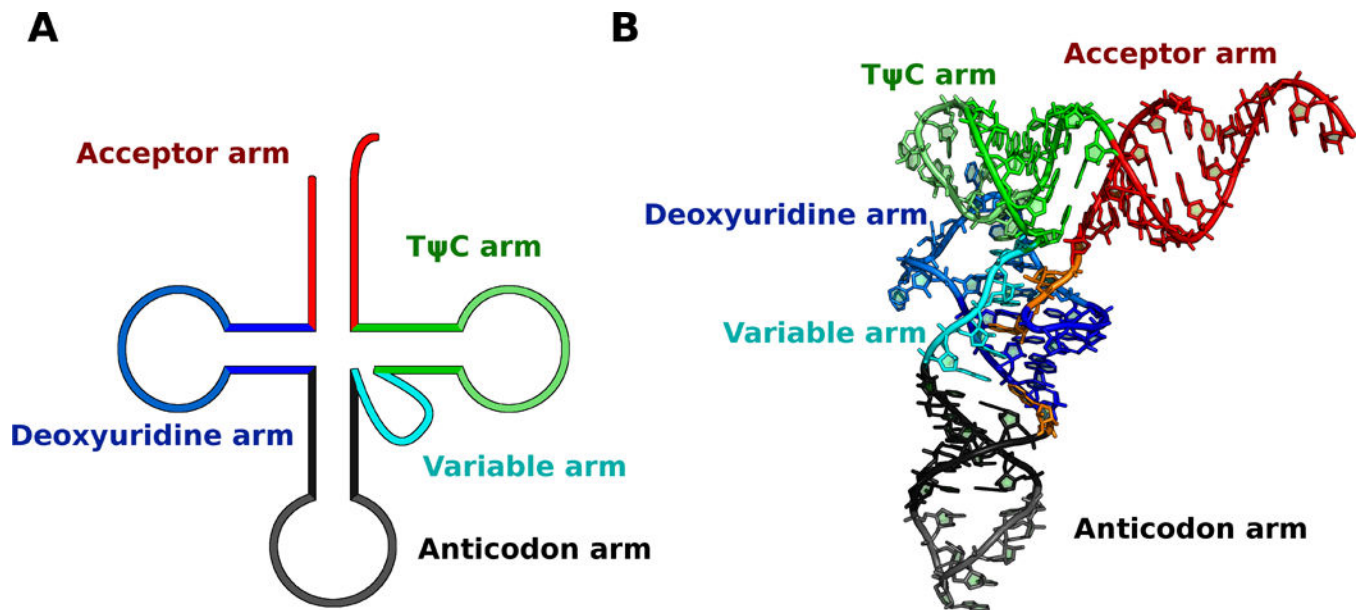 A
Acceptor arm
TψC arm
Deoxyuridine arm
Variable arm
Anticodon arm
B
TψC arm
Acceptor arm
Deoxyuridine arm
Variable arm
Anticodon arm